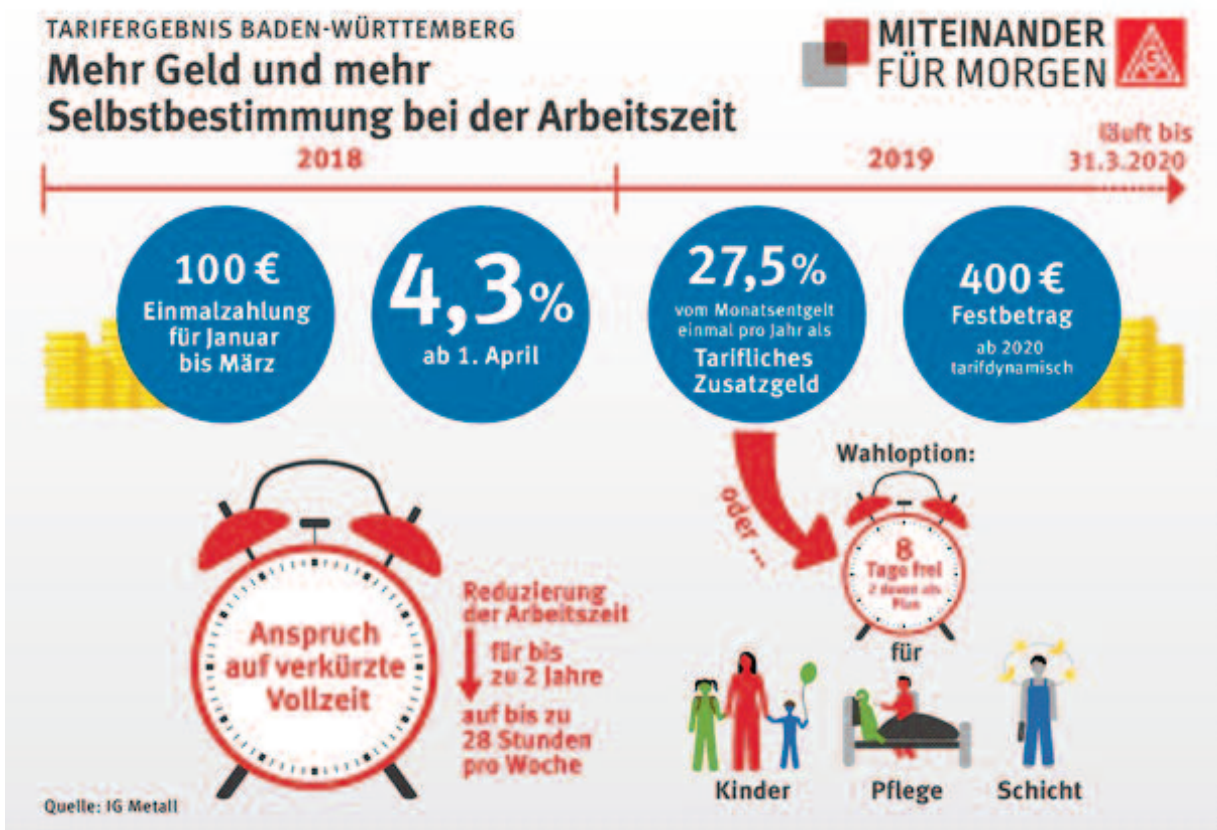 TARIFERGEBNIS BADEN-WÜRTTEMBERG
Mehr Geld und mehr
Selbstbestimmung bei der Arbeitszeit
MITEINANDER
FÜR MORGEN
2018
2019
läuft bis
31.3.2020
100 €
Einmalzahlung
für Januar
bis März
4,3%
ab 1. April
27,5%
vom Monatsentgelt
einmal pro Jahr als
Tarifliches
Zusatzgeld
400 €
Festbetrag
ab 2020
tarifdynamisch
oder ...
Wahloption:
8
Tage frei
2 davon als
Plus
für
Kinder
Pflege
Schicht
Anspruch
auf verkürzte
Vollzeit
Reduzierung
der Arbeitszeit
für bis
zu 2 Jahre
auf bis zu
28 Stunden
pro Woche
Quelle: IG Metall